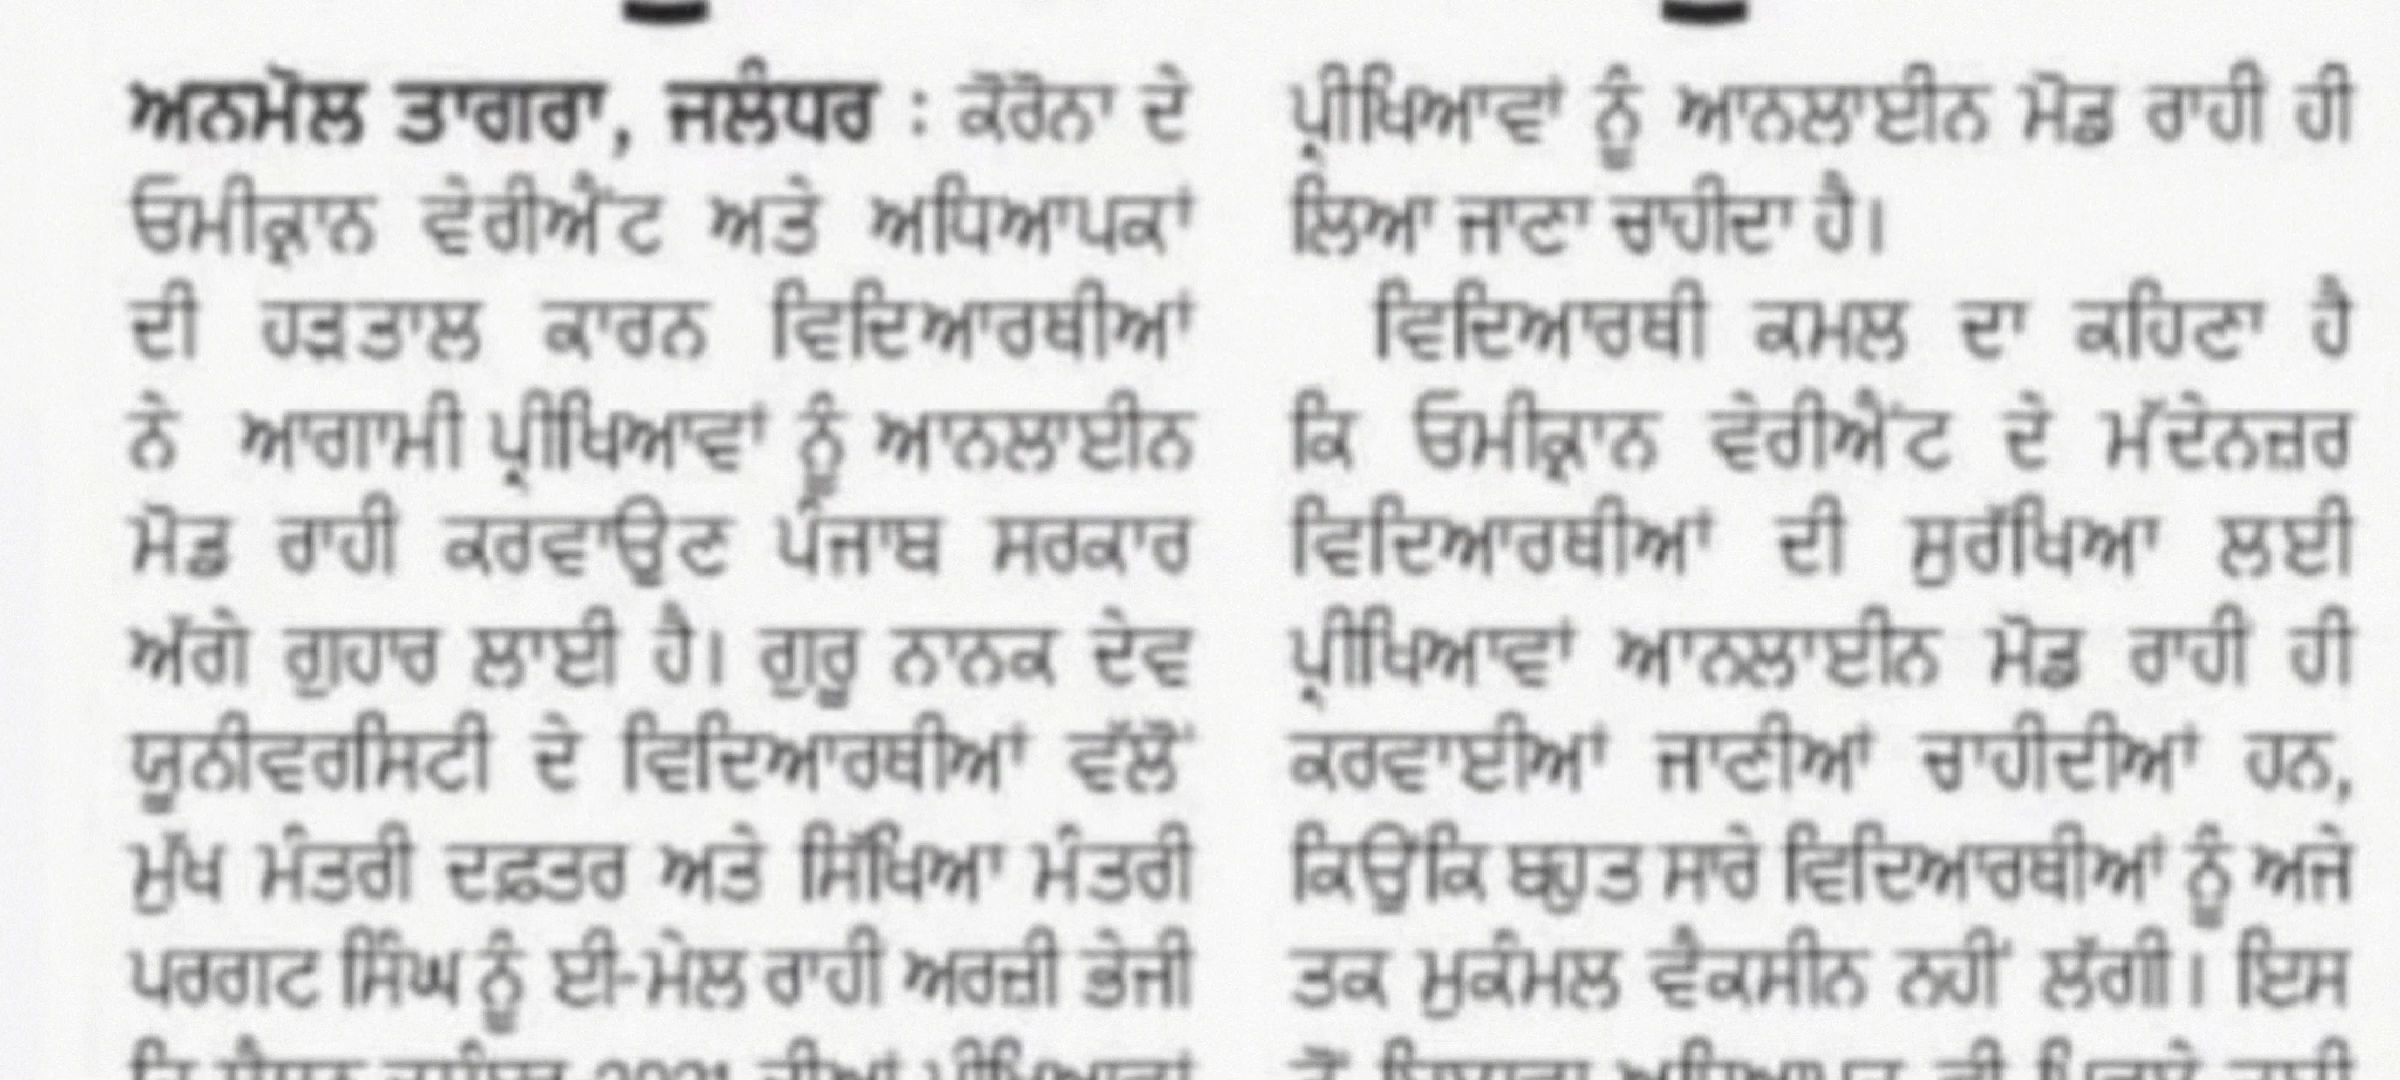 ਅਨਮੋਲ ਤਾਗਰਾ, ਜਲੰਧਰ : ਕੋਰੋਨਾ ਦੇ
ਓਮੀਕ੍ਰਾਨ ਵੇਰੀਐਂਟ ਅਤੇ ਅਧਿਆਪਕਾਂ
ਦੀ ਹੜਤਾਲ ਕਾਰਨ ਵਿਦਿਆਰਥੀਆਂ
ਨੇ ਆਗਾਮੀ ਪ੍ਰੀਖਿਆਵਾਂ ਨੂੰ ਆਨਲਾਈਨ
ਮੋਡ ਰਾਹੀ ਕਰਵਾਉਣ ਪੰਜਾਬ ਸਰਕਾਰ
ਅੱਗੇ ਗੁਹਾਰ ਲਾਈ ਹੈ। ਗੁਰੂ ਨਾਨਕ ਦੇਵ
ਯੂਨੀਵਰਸਿਟੀ ਦੇ ਵਿਦਿਆਰਥੀਆਂ ਵੱਲੋਂ
ਮੁੱਖ ਮੰਤਰੀ ਦਫ਼ਤਰ ਅਤੇ ਸਿੱਖਿਆ ਮੰਤਰੀ
ਪਰਗਟ ਸਿੰਘ ਨੂੰ ਈ-ਮੇਲ ਰਾਹੀ ਅਰਜ਼ੀ ਭੇਜੀ
ਪ੍ਰੀਖਿਆਵਾਂ ਨੂੰ ਆਨਲਾਈਨ ਮੋਡ ਰਾਹੀ ਹੀ
ਲਿਆ ਜਾਣਾ ਚਾਹੀਦਾ ਹੈ।
ਵਿਦਿਆਰਥੀ ਕਮਲ ਦਾ ਕਹਿਣਾ ਹੈ
ਕਿ ਓਮੀਕ੍ਰਾਨ ਵੇਰੀਐਂਟ ਦੇ ਮੱਦੇਨਜ਼ਰ
ਵਿਦਿਆਰਥੀਆਂ ਦੀ ਸੁਰੱਖਿਆ ਲਈ
ਪ੍ਰੀਖਿਆਵਾਂ ਆਨਲਾਈਨ ਮੋਡ ਰਾਹੀ ਹੀ
ਕਰਵਾਈਆਂ ਜਾਣੀਆਂ ਚਾਹੀਦੀਆਂ ਹਨ,
ਕਿਉਂਕਿ ਬਹੁਤ ਸਾਰੇ ਵਿਦਿਆਰਥੀਆਂ ਨੂੰ ਅਜੇ
ਤਕ ਮੁਕੰਮਲ ਵੈਕਸੀਨ ਨਹੀਂ ਲੱਗੀ। ਇਸ